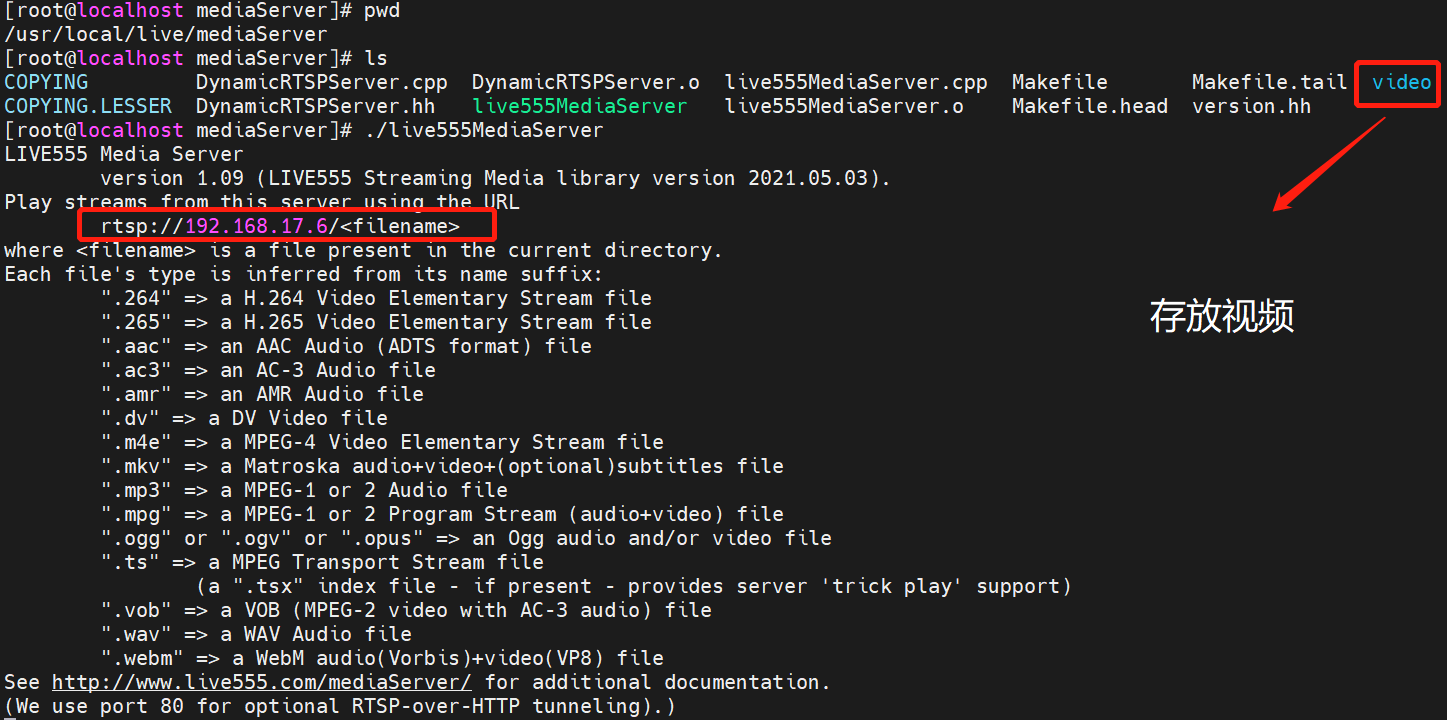 [root@localhost mediaServer]# pwd
/usr/local/live/mediaServer
[root@localhost mediaServer]# ls
COPYING         DynamicRTSPServer.cpp  DynamicRTSPServer.o  live555MediaServer.cpp  Makefile       Makefile.tail  video
COPYING.LESSER  DynamicRTSPServer.hh   live555MediaServer   live555MediaServer.o    Makefile.head  version.hh
[root@localhost mediaServer]# ./live555MediaServer
LIVE555 Media Server
        version 1.09 (LIVE555 Streaming Media library version 2021.05.03).
Play streams from this server using the URL
        rtsp://192.168.17.6/<filename>
where <filename> is a file present in the current directory.
Each file's type is inferred from its name suffix:
        ".264" => a H.264 Video Elementary Stream file
        ".265" => a H.265 Video Elementary Stream file
存放视频
        ".aac" => an AAC Audio (ADTS format) file
        ".ac3" => an AC-3 Audio file
        ".amr" => an AMR Audio file
        ".dv" => a DV Video file
        ".m4e" => a MPEG-4 Video Elementary Stream file
        ".mkv" => a Matroska audio+video+(optional)subtitles file
        ".mp3" => a MPEG-1 or 2 Audio file
        ".mpg" => a MPEG-1 or 2 Program Stream (audio+video) file
        ".ogg" or ".ogv" or ".opus" => an Ogg audio and/or video file
        ".ts" => a MPEG Transport Stream file
                (a ".tsx" index file - if present - provides server 'trick play' support)
        ".vob" => a VOB (MPEG-2 video with AC-3 audio) file
        ".wav" => a WAV Audio file
        ".webm" => a WebM audio(Vorbis)+video(VP8) file
See http://www.live555.com/mediaServer/ for additional documentation.
(We use port 80 for optional RTSP-over-HTTP tunneling).)